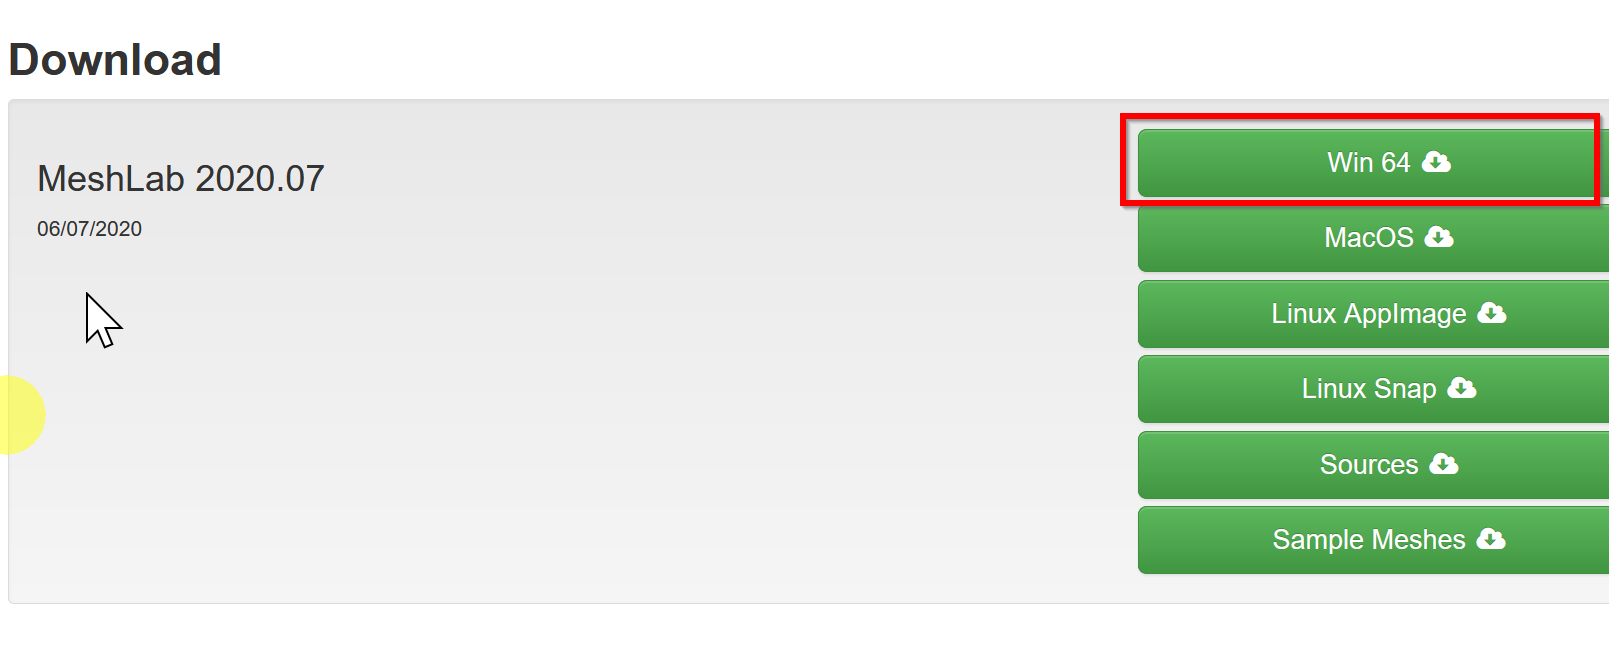 Download
MeshLab 2020.07
06/07/2020
Win 64
MacOS
Linux AppImage
Linux Snap
Sources
Sample Meshes